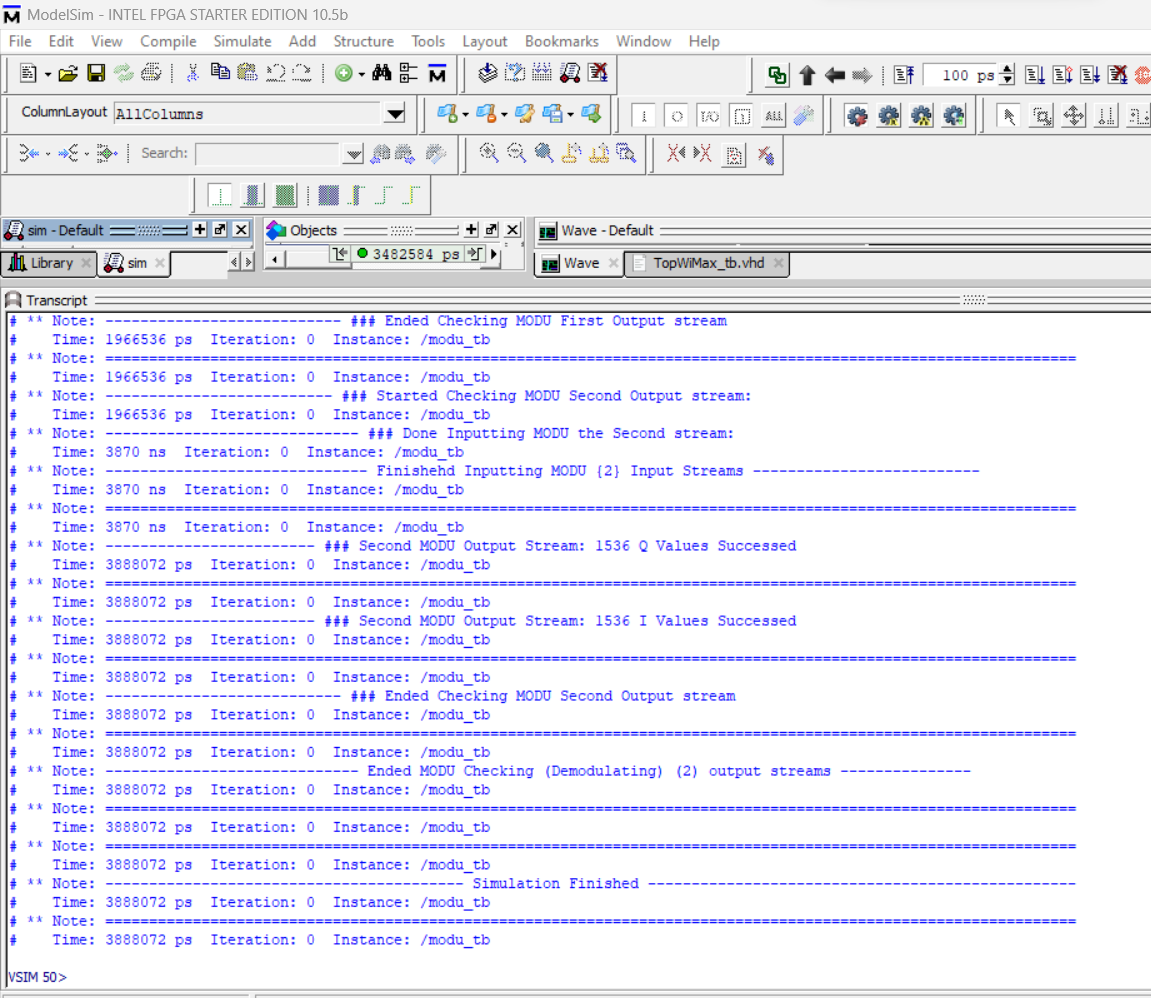 ModelSim - INTEL FPGA STARTER EDITION 10.5b
File Edit View Compile Simulate Add Structure Tools Layout Bookmarks Window Help
100 ps
ColumnLayout AllColumns
ALL
Search:
sim - Default Objects Wave - Default
3482584 ps
Library sim Wave TopWiMax_tb.vhd
Transcript
# ** Note: --------------------------- ### Ended Checking MODU First Output stream
# Time: 1966536 ps Iteration: 0 Instance: /modu_tb
# ** Note: ===============================================================================================================
# Time: 1966536 ps Iteration: 0 Instance: /modu_tb
# ** Note: -------------------------- ### Started Checking MODU Second Output stream:
# Time: 1966536 ps Iteration: 0 Instance: /modu_tb
# ** Note: ----------------------------- ### Done Inputting MODU the Second stream:
# Time: 3870 ns Iteration: 0 Instance: /modu_tb
# ** Note: ------------------------------ Finishehd Inputting MODU {2} Input Streams --------------------------
# Time: 3870 ns Iteration: 0 Instance: /modu_tb
# ** Note: ===============================================================================================================
# Time: 3870 ns Iteration: 0 Instance: /modu_tb
# ** Note: ------------------------ ### Second MODU Output Stream: 1536 Q Values Successed
# Time: 3888072 ps Iteration: 0 Instance: /modu_tb
# ** Note: ===============================================================================================================
# Time: 3888072 ps Iteration: 0 Instance: /modu_tb
# ** Note: ------------------------ ### Second MODU Output Stream: 1536 I Values Successed
# Time: 3888072 ps Iteration: 0 Instance: /modu_tb
# ** Note: ===============================================================================================================
# Time: 3888072 ps Iteration: 0 Instance: /modu_tb
# ** Note: --------------------------- ### Ended Checking MODU Second Output stream
# Time: 3888072 ps Iteration: 0 Instance: /modu_tb
# ** Note: ===============================================================================================================
# Time: 3888072 ps Iteration: 0 Instance: /modu_tb
# ** Note: ----------------------------- Ended MODU Checking (Demodulating) (2) output streams ---------------
# Time: 3888072 ps Iteration: 0 Instance: /modu_tb
# ** Note: ===============================================================================================================
# Time: 3888072 ps Iteration: 0 Instance: /modu_tb
# ** Note: ===============================================================================================================
# Time: 3888072 ps Iteration: 0 Instance: /modu_tb
# ** Note: ----------------------------------------- Simulation Finished -------------------------------------------------
# Time: 3888072 ps Iteration: 0 Instance: /modu_tb
# ** Note: ===============================================================================================================
# Time: 3888072 ps Iteration: 0 Instance: /modu_tb
VSIM 50>